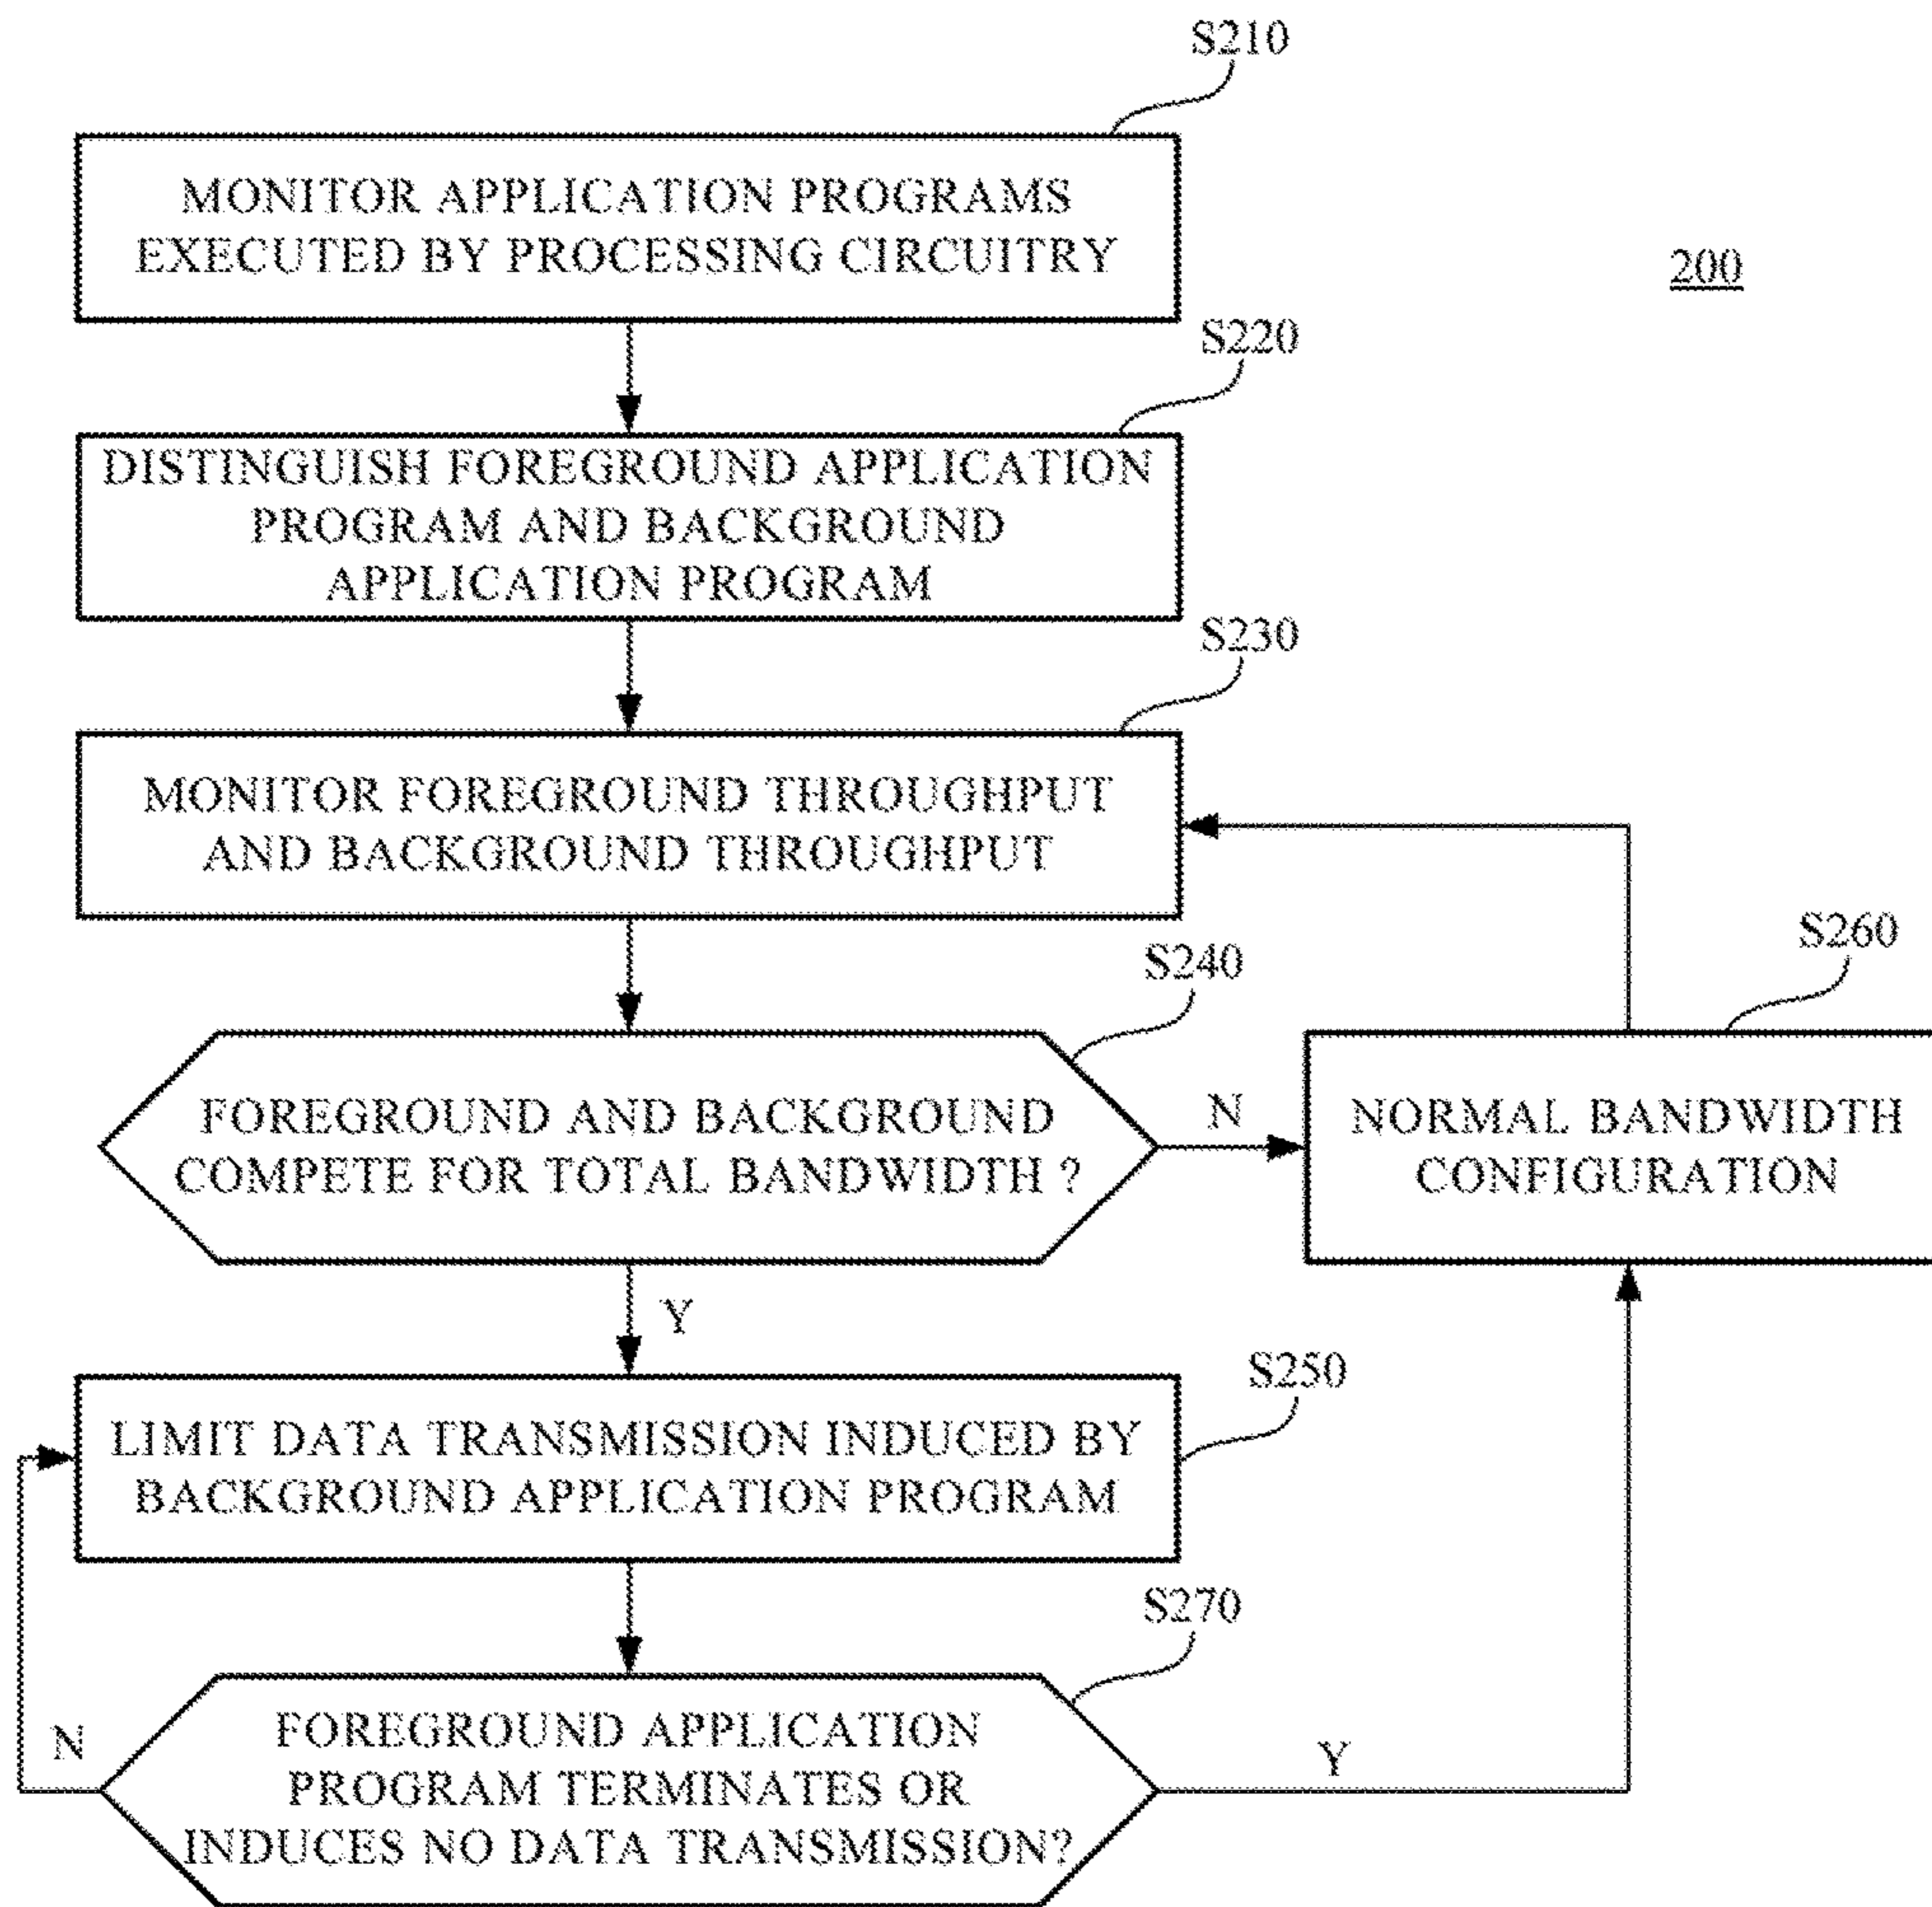 S210
MONITOR APPLICATION PROGRAMS
EXECUTED BY PROCESSING CIRCUITRY
200
S220
DISTINGUISH FOREGROUND APPLICATION
PROGRAM AND BACKGROUND
APPLICATION PROGRAM
S230
MONITOR FOREGROUND THROUGHPUT
AND BACKGROUND THROUGHPUT
S240
FOREGROUND AND BACKGROUND
COMPETE FOR TOTAL BANDWIDTH ?
N
S260
NORMAL BANDWIDTH
CONFIGURATION
Y
S250
LIMIT DATA TRANSMISSION INDUCED BY
BACKGROUND APPLICATION PROGRAM
S270
N
FOREGROUND APPLICATION
PROGRAM TERMINATES OR
INDUCES NO DATA TRANSMISSION?
Y